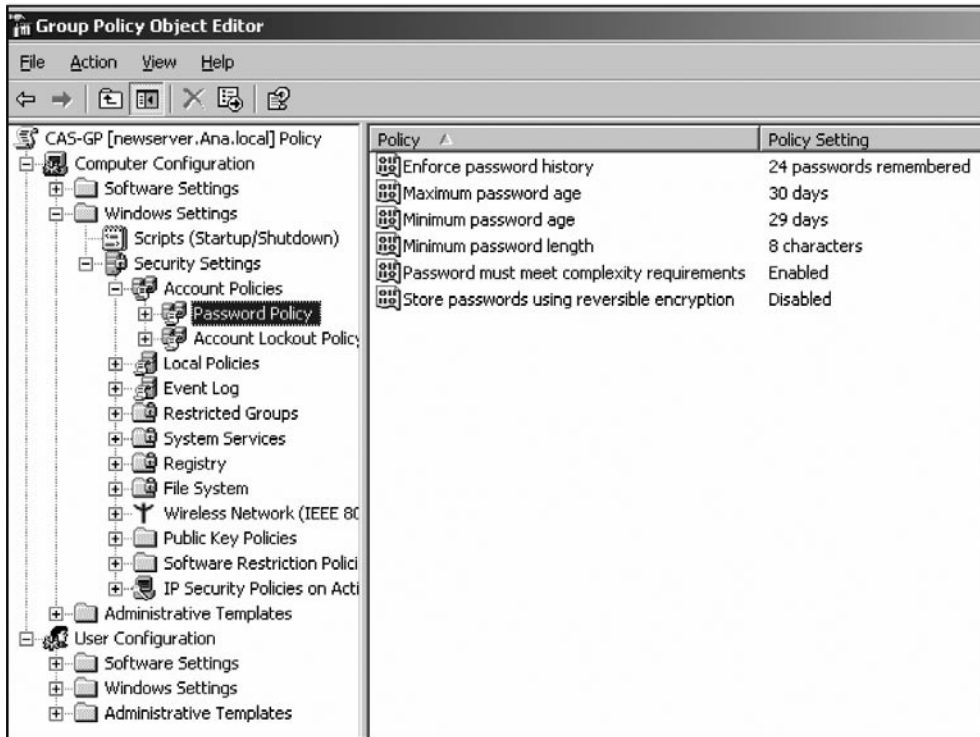 Group Policy Object Editor
File Action View Help
CAS-GP [newserver.Ana.local] Policy
Computer Configuration
Software Settings
Windows Settings
Scripts (Startup/Shutdown)
Security Settings
Account Policies
Password Policy
Account Lockout Policy
Local Policies
Event Log
Restricted Groups
System Services
Registry
File System
Wireless Network (IEEE 80
Public Key Policies
Software Restriction Polici
IP Security Policies on Acti
Administrative Templates
User Configuration
Software Settings
Windows Settings
Administrative Templates
Policy Policy Setting
Enforce password history 24 passwords remembered
Maximum password age 30 days
Minimum password age 29 days
Minimum password length 8 characters
Password must meet complexity requirements Enabled
Store passwords using reversible encryption Disabled